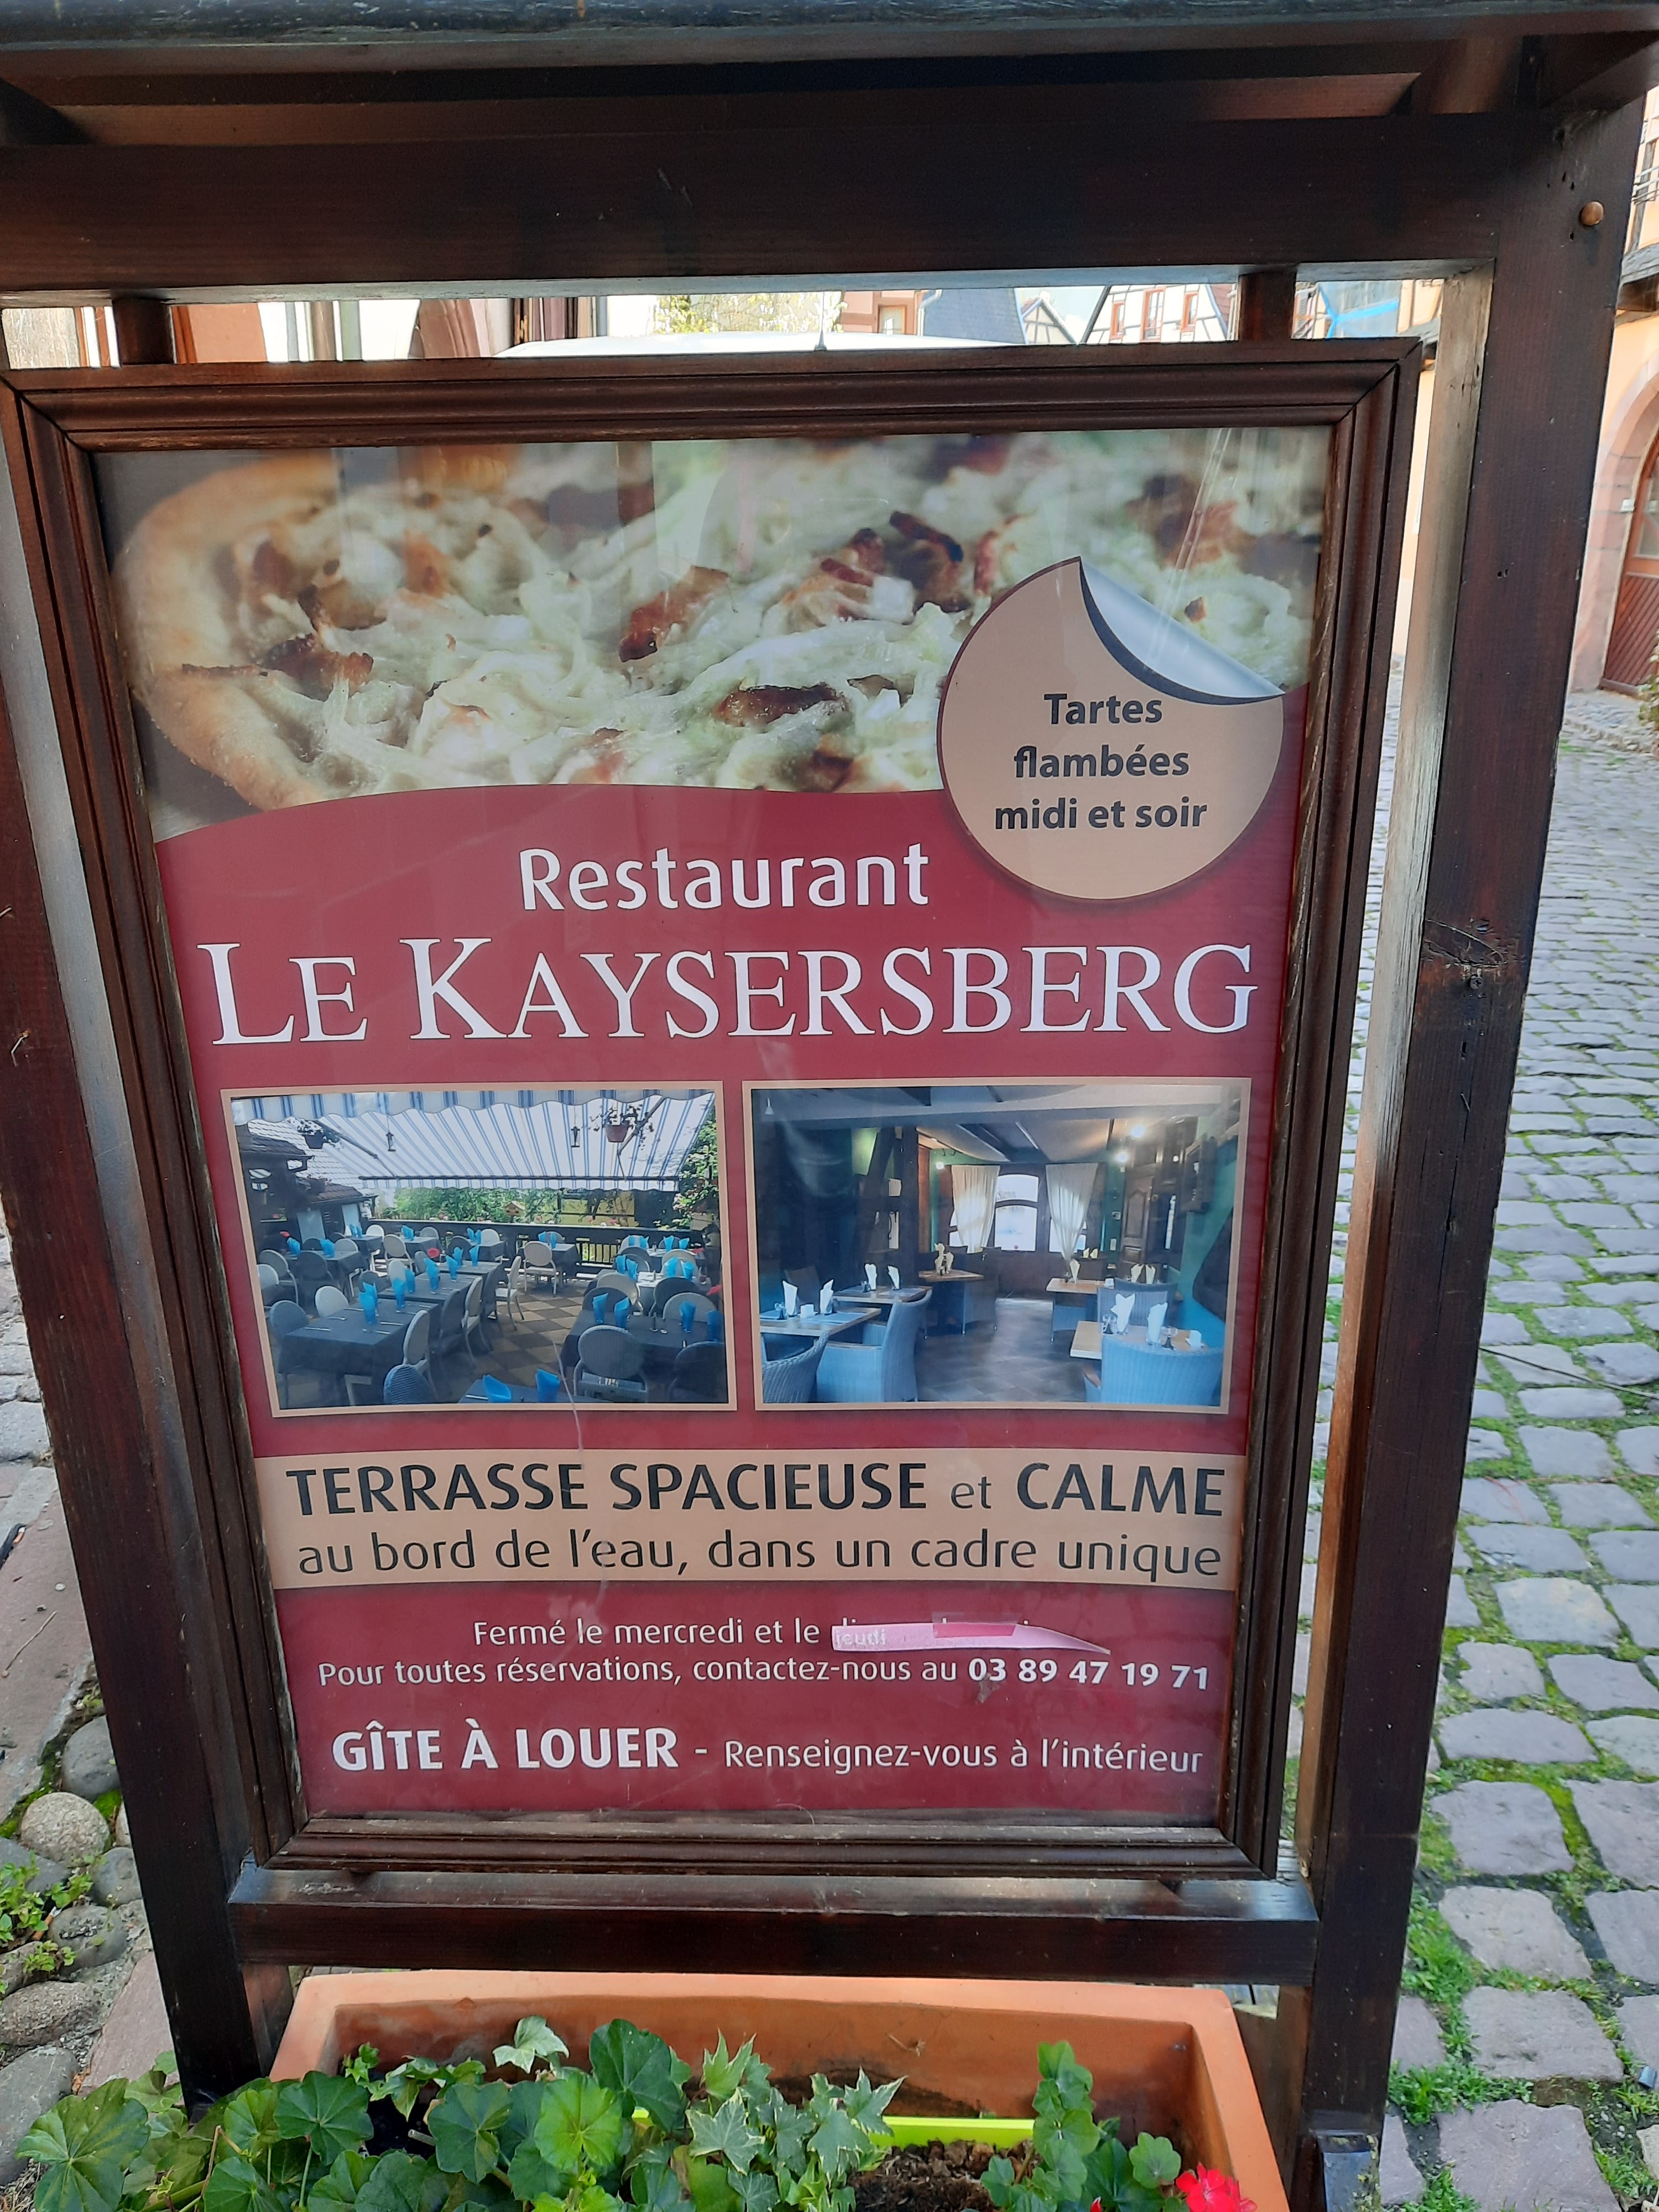 Tartes
flambées
midi et soir
Restaurant
LE KAYSERSBERG
TERRASSE SPACIEUSE et CALME
au bord de l'eau, dans un cadre unique
Fermé le mercredi et le jeudi
Pour toutes réservations, contactez-nous au 03 89 47 19 71
GÎTE À LOUER - Renseignez-vous à l'intérieur